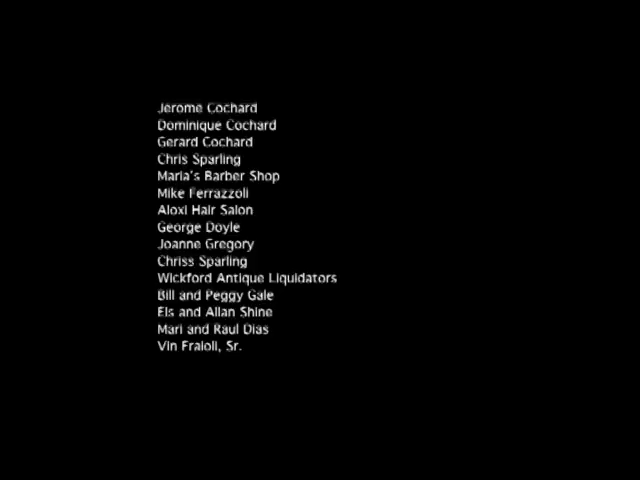 Jerome Cochard
Dominique Cochard
Gerard Cochard
Chris Sparling
Maria's Barber Shop
Mike Ferrazzoli
Aloxi Hair Salon
George Doyle
Joanne Gregory
Chriss Sparling
Wickford Antique Liquidators
Bill and Peggy Gale
Els and Allan Shine
Mari and Raul Dias
Vin Fraioli, Sr.